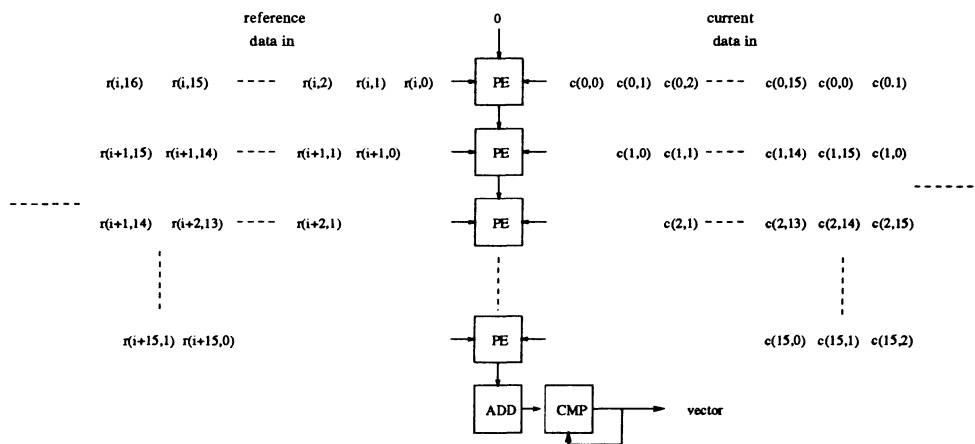 reference 0 current
data in data in
r(i,16) r(i,15) r(i,2) r(i,1) r(i,0) PE c(0,0) c(0,1) c(0,2) c(0,15) c(0,0) c(0.1)
r(i+1,15) r(i+1,14) r(i+1,1) r(i+1,0) PE c(1,0) c(1,1) c(1,14) c(1,15) c(1,0)
r(i+1,14) r(i+2,13) r(i+2,1) PE c(2,1) c(2,13) c(2,14) c(2,15)
r(i+15,1) r(i+15,0) PE c(15,0) c(15,1) c(15,2)
ADD CMP vector